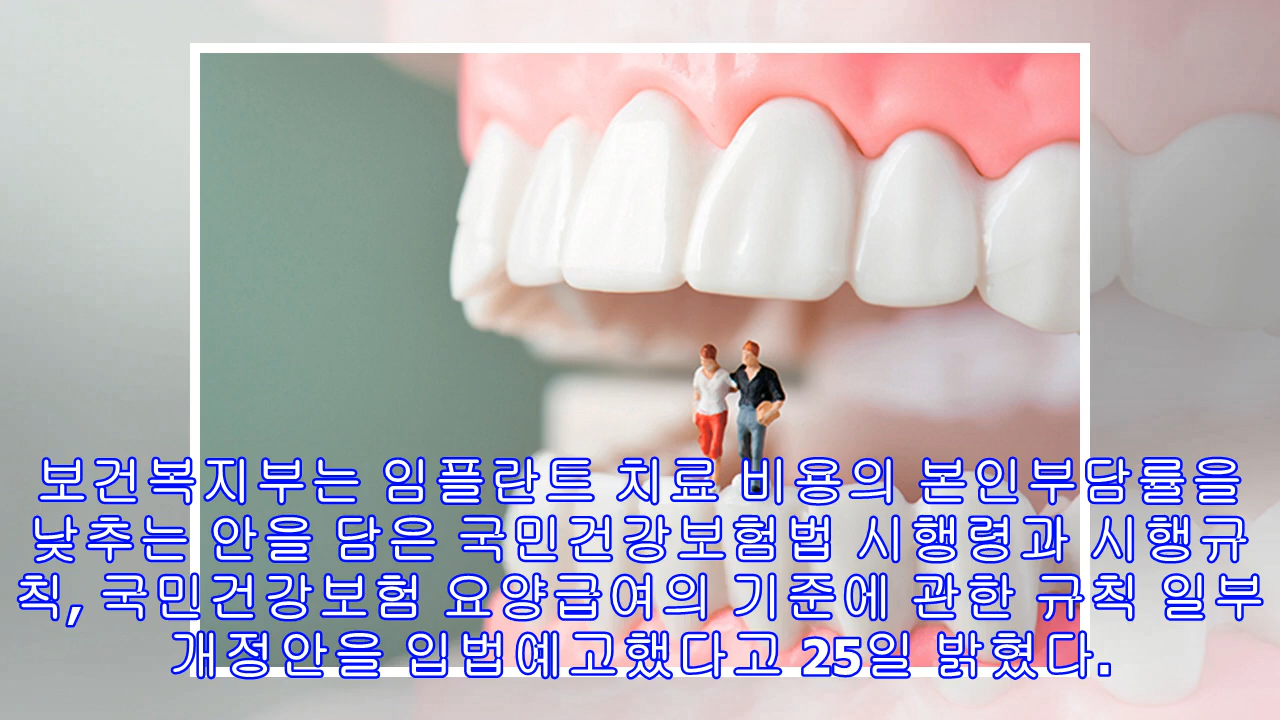 보건복지부는 임플란트 치료 비용의 본인부담률을
낮추는 안을 담은 국민건강보험법 시행령과 시행규
칙, 국민건강보험 요양급여의 기준에 관한 규칙 일부
개정안을 입법예고했다고 25일 밝혔다.